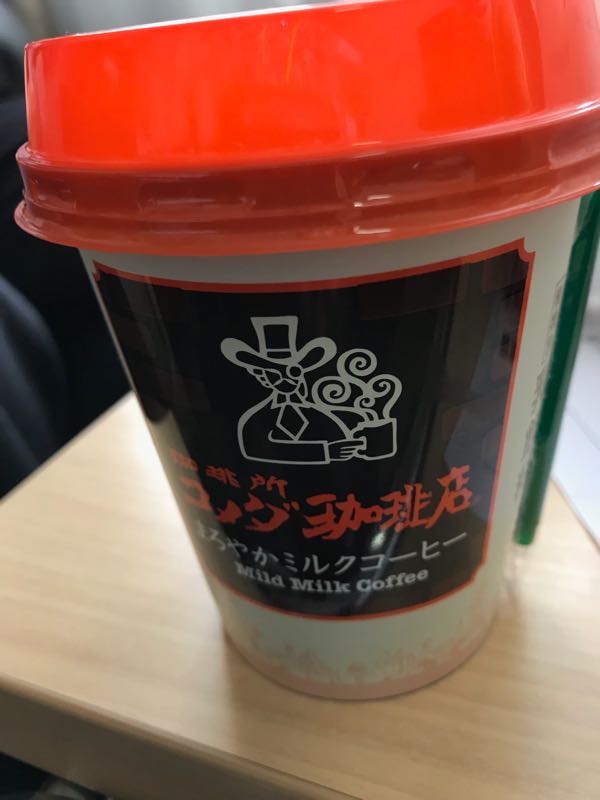 珈琲所
コメダ珈琲店
まろやかミルクコーヒー
Mild Milk Coffee